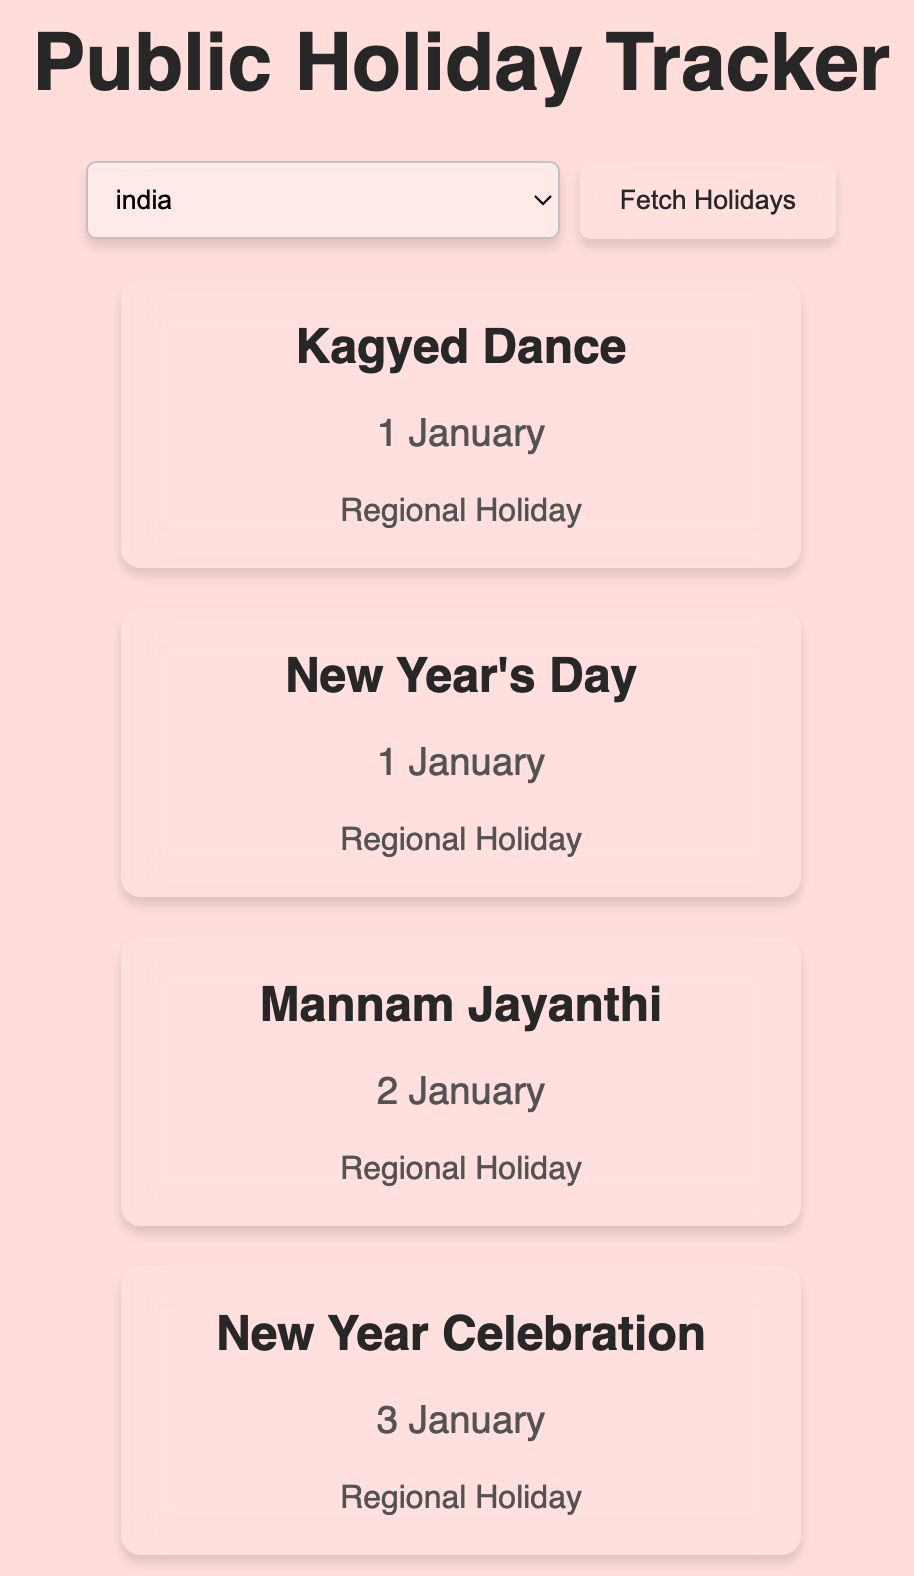 Public Holiday Tracker
india
Fetch Holidays
Kagyed Dance
1 January
Regional Holiday
New Year's Day
1 January
Regional Holiday
Mannam Jayanthi
2 January
Regional Holiday
New Year Celebration
3 January
Regional Holiday